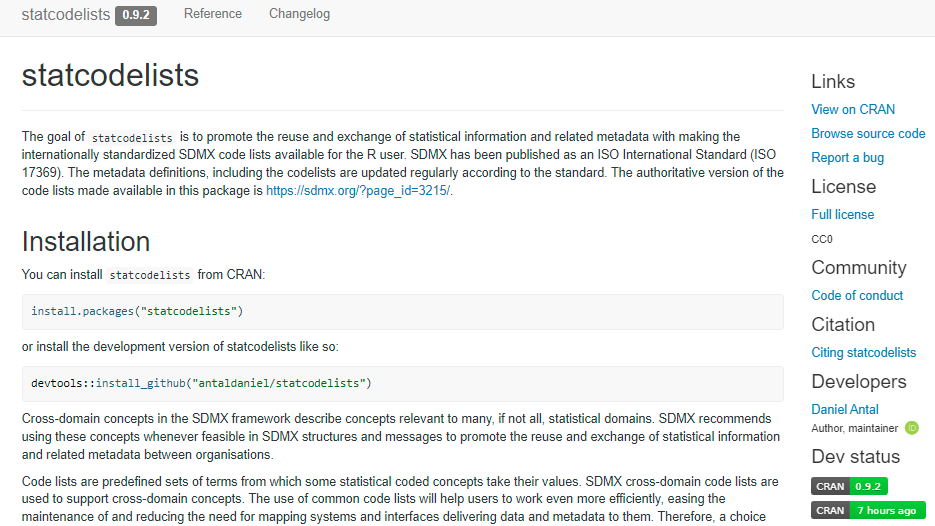 statcodelists 0.9.2 Reference Changelog
statcodelists
The goal of statcodelists is to promote the reuse and exchange of statistical information and related metadata with making the
internationally standardized SDMX code lists available for the R user. SDMX has been published as an ISO International Standard (ISO
17369). The metadata definitions, including the codelists are updated regularly according to the standard. The authoritative version of the
code lists made available in this package is https://sdmx.org/?page_id=3215/.
Installation
You can install statcodelists from CRAN:
install.packages("statcodelists")
or install the development version of statcodelists like so:
devtools::install_github("antaldaniel/statcodelists")
Cross-domain concepts in the SDMX framework describe concepts relevant to many, if not all, statistical domains. SDMX recommends
using these concepts whenever feasible in SDMX structures and messages to promote the reuse and exchange of statistical information
and related metadata between organisations.
Code lists are predefined sets of terms from which some statistical coded concepts take their values. SDMX cross-domain code lists are
used to support cross-domain concepts. The use of common code lists will help users to work even more efficiently, easing the
maintenance of and reducing the need for mapping systems and interfaces delivering data and metadata to them. Therefore, a choice
Links
View on CRAN
Browse source code
Report a bug
License
Full license
CC0
Community
Code of conduct
Citation
Citing statcodelists
Developers
Daniel Antal
Author, maintainer iD
Dev status
CRAN 0.9.2
CRAN 7 hours ago